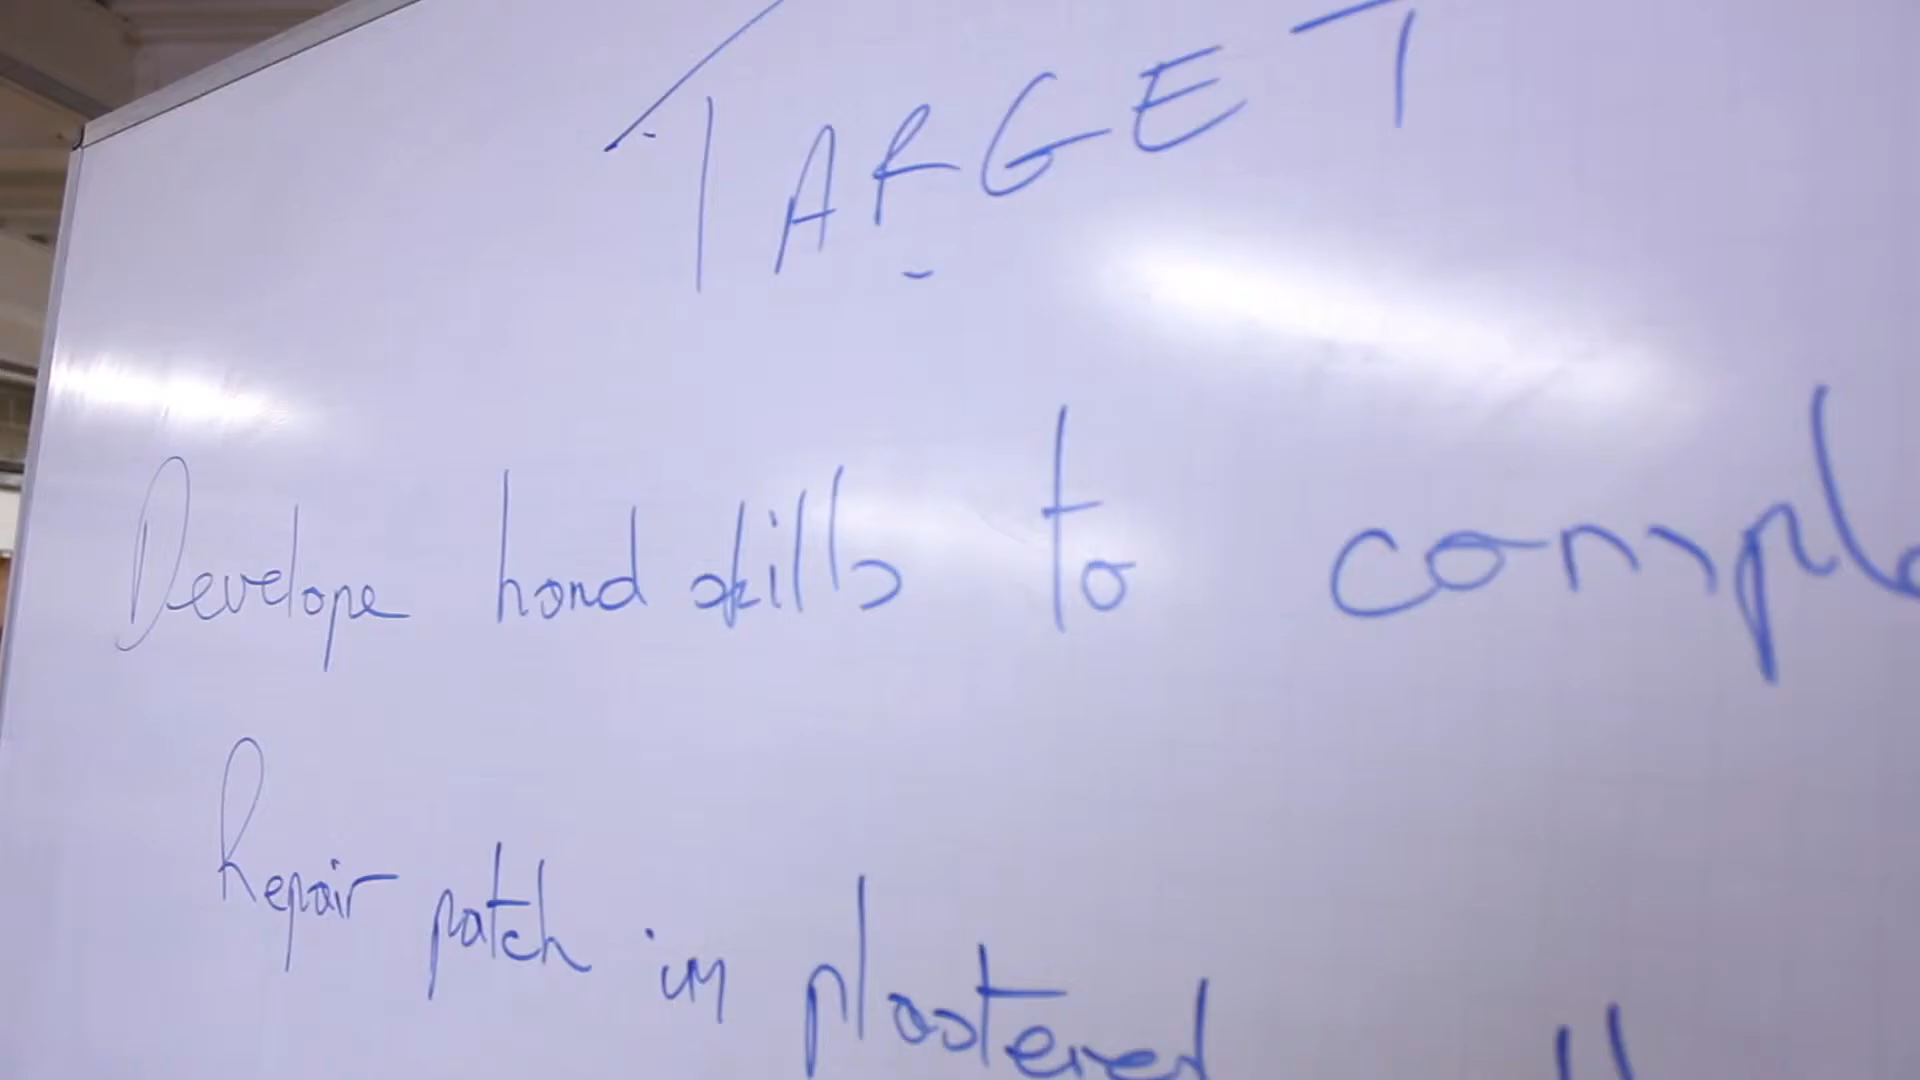 TARGET
Develope hand skills to compl
Repair patch in plastered